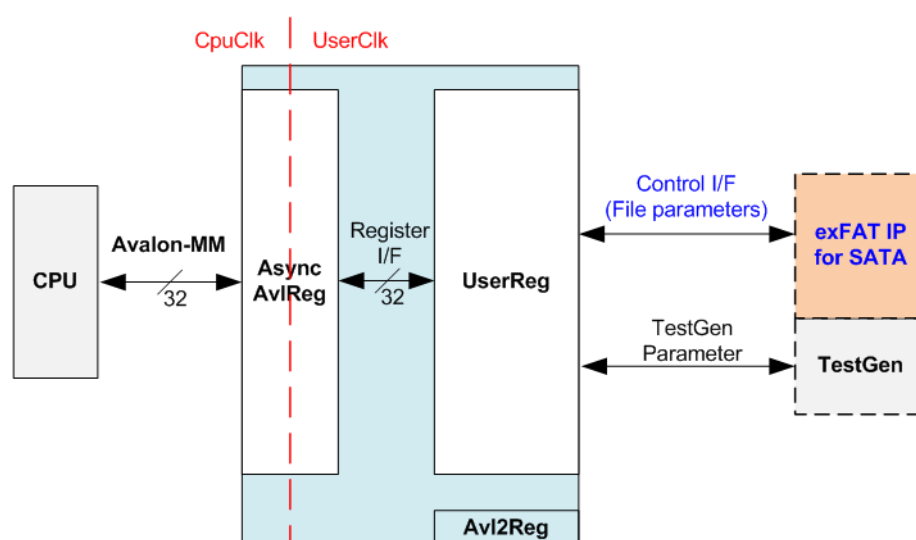 CpuClk
UserClk
CPU
Avalon-MM
32
Async
AvlReg
Register
I/F
32
UserReg
Control I/F
(File parameters)
exFAT IP
for SATA
TestGen
Parameter
TestGen
Avl2Reg